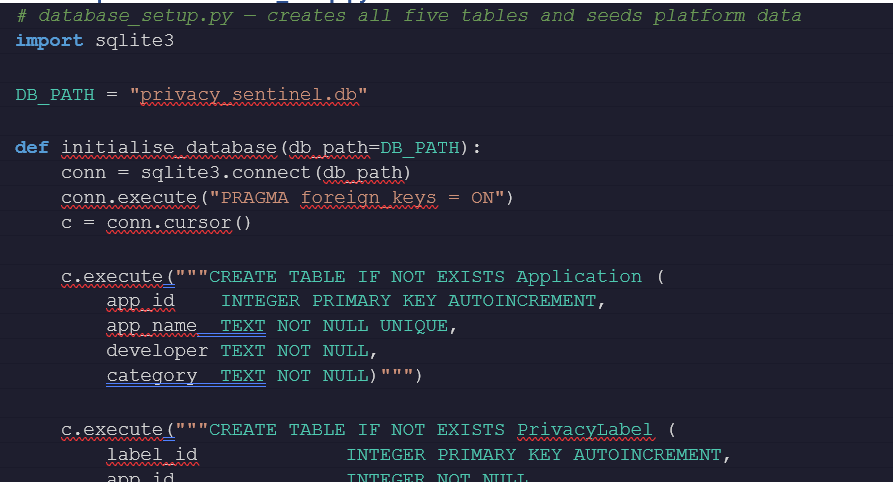 # database_setup.py — creates all five tables and seeds platform data
import sqlite3
DB_PATH = "privacy_sentinel.db"
def initialise_database(db_path=DB_PATH):
    conn = sqlite3.connect(db_path)
    conn.execute("PRAGMA foreign_keys = ON")
    c = conn.cursor()
    c.execute("""CREATE TABLE IF NOT EXISTS Application (
        app_id    INTEGER PRIMARY KEY AUTOINCREMENT,
        app_name  TEXT NOT NULL UNIQUE,
        developer TEXT NOT NULL,
        category  TEXT NOT NULL)""")
    c.execute("""CREATE TABLE IF NOT EXISTS PrivacyLabel (
        label_id             INTEGER PRIMARY KEY AUTOINCREMENT,
        app_id               INTEGER NOT NULL